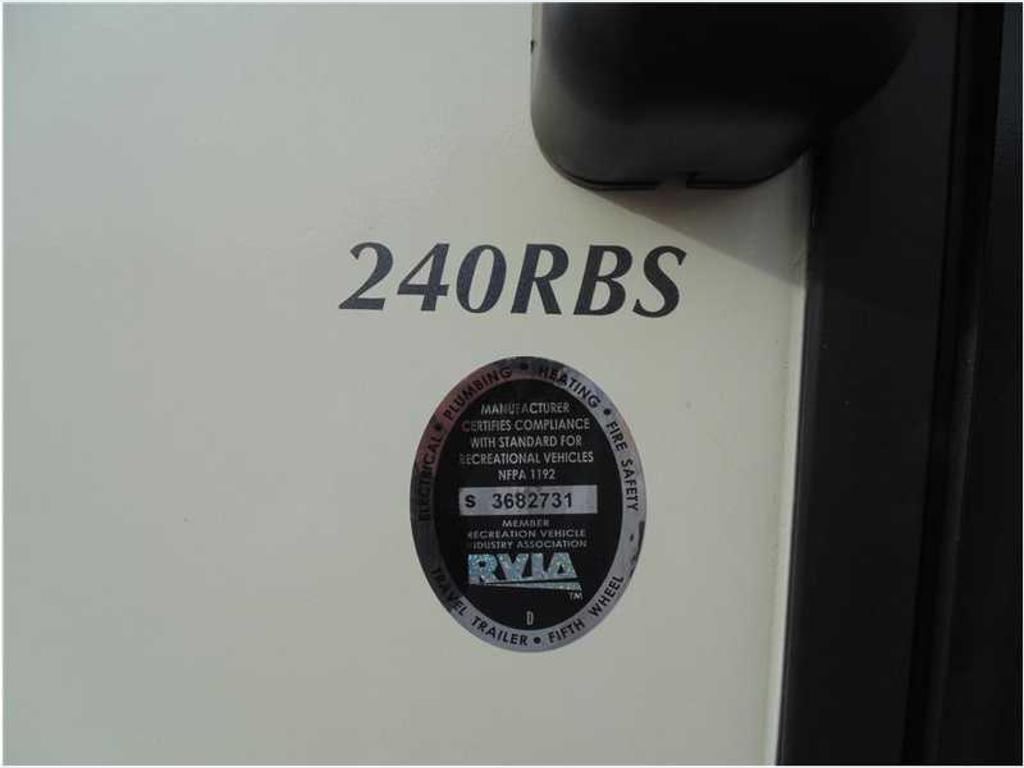 240RBS
ELECTRICAL • PLUMBING • HEATING • FIRE SAFETY •
MANUFACTURER
CERTIFIES COMPLIANCE
WITH STANDARD FOR
RECREATIONAL VEHICLES
NFPA 1192
S 3682731
MEMBER
RECREATION VEHICLE
INDUSTRY ASSOCIATION
RVIA
TM
D
TRAVEL TRAILER • FIFTH WHEEL